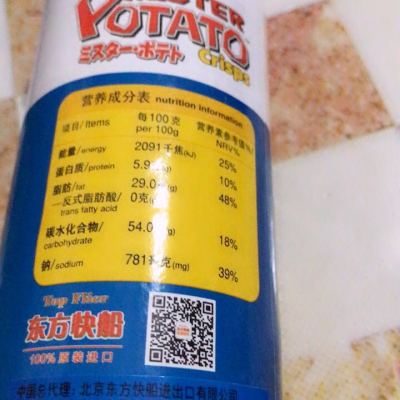 POTATO
ミスター・ポテト Crisps
营养成分表 nutrition information
项目/Items 每100克 per 100g 营养素参考值%/ NRV%
能量/energy 2091千焦(kJ) 25%
蛋白质/protein 5.9 (g) 10%
脂肪/fat 29.0 (g) 48%
—反式脂肪酸/ 0克 (g)
trans fatty acid
碳水化合物/ 54.0 (g) 18%
carbohydrate
钠/sodium 781毫克(mg) 39%
Top Flier
东方快船
100%原装进口
中国总代理:北京东方快船进出口有限公司